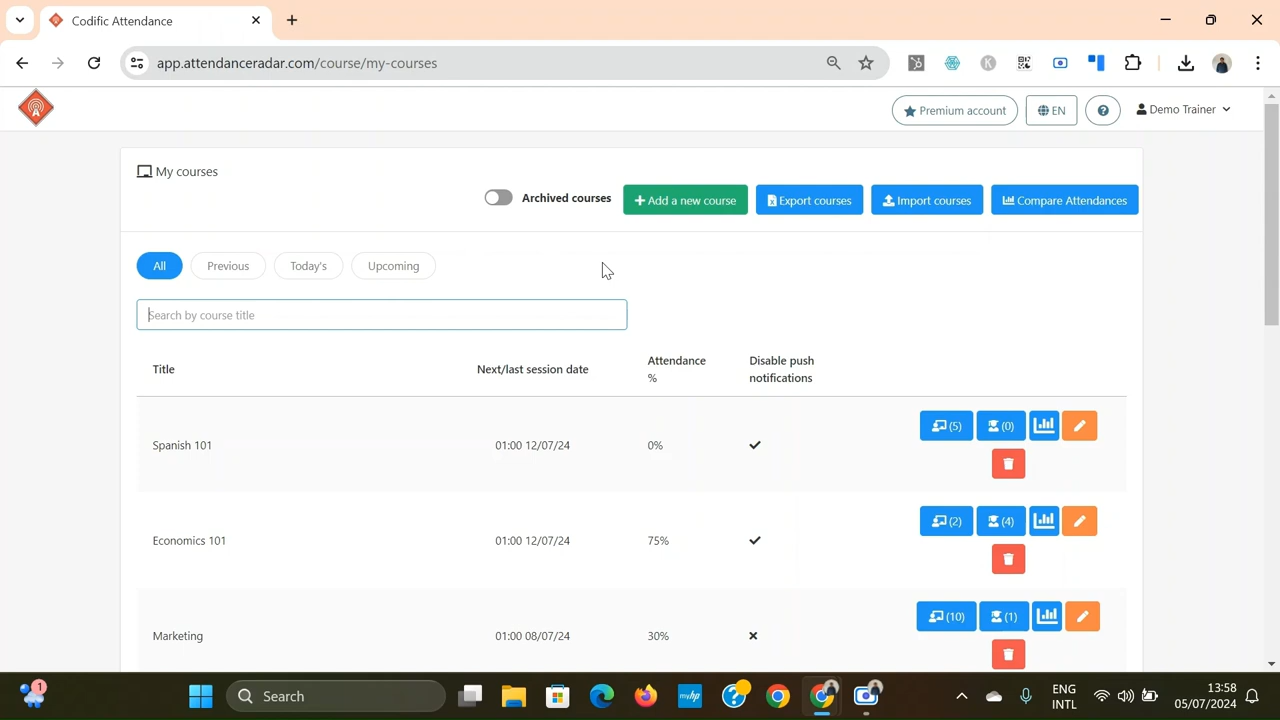 Codific Attendance
app.attendanceradar.com/course/my-courses
Premium account
EN
Demo Trainer
My courses
Archived courses
Add a new course
Export courses
Import courses
Compare Attendances
All
Previous
Today's
Upcoming
Search by course title
Title
Next/last session date
Attendance
%
Disable push
notifications
Spanish 101
01:00 12/07/24
0%
(5)
(0)
Economics 101
01:00 12/07/24
75%
(2)
(4)
Marketing
01:00 08/07/24
30%
(10)
(1)
1
Search
myhp
ENG
INTL
13:58
05/07/2024